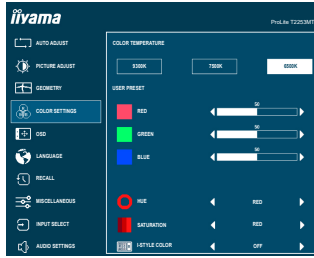 iiyama
ProLite T2253MT
AUTO ADJUST
PICTURE ADJUST
GEOMETRY
COLOR SETTINGS
OSD
LANGUAGE
RECALL
MISCELLANEOUS
INPUT SELECT
AUDIO SETTINGS
COLOR TEMPERATURE
9300K 7500K 6500K
USER PRESET
50
RED
50
GREEN
50
BLUE
HUE RED
SATURATION RED
i-STYLE COLOR OFF